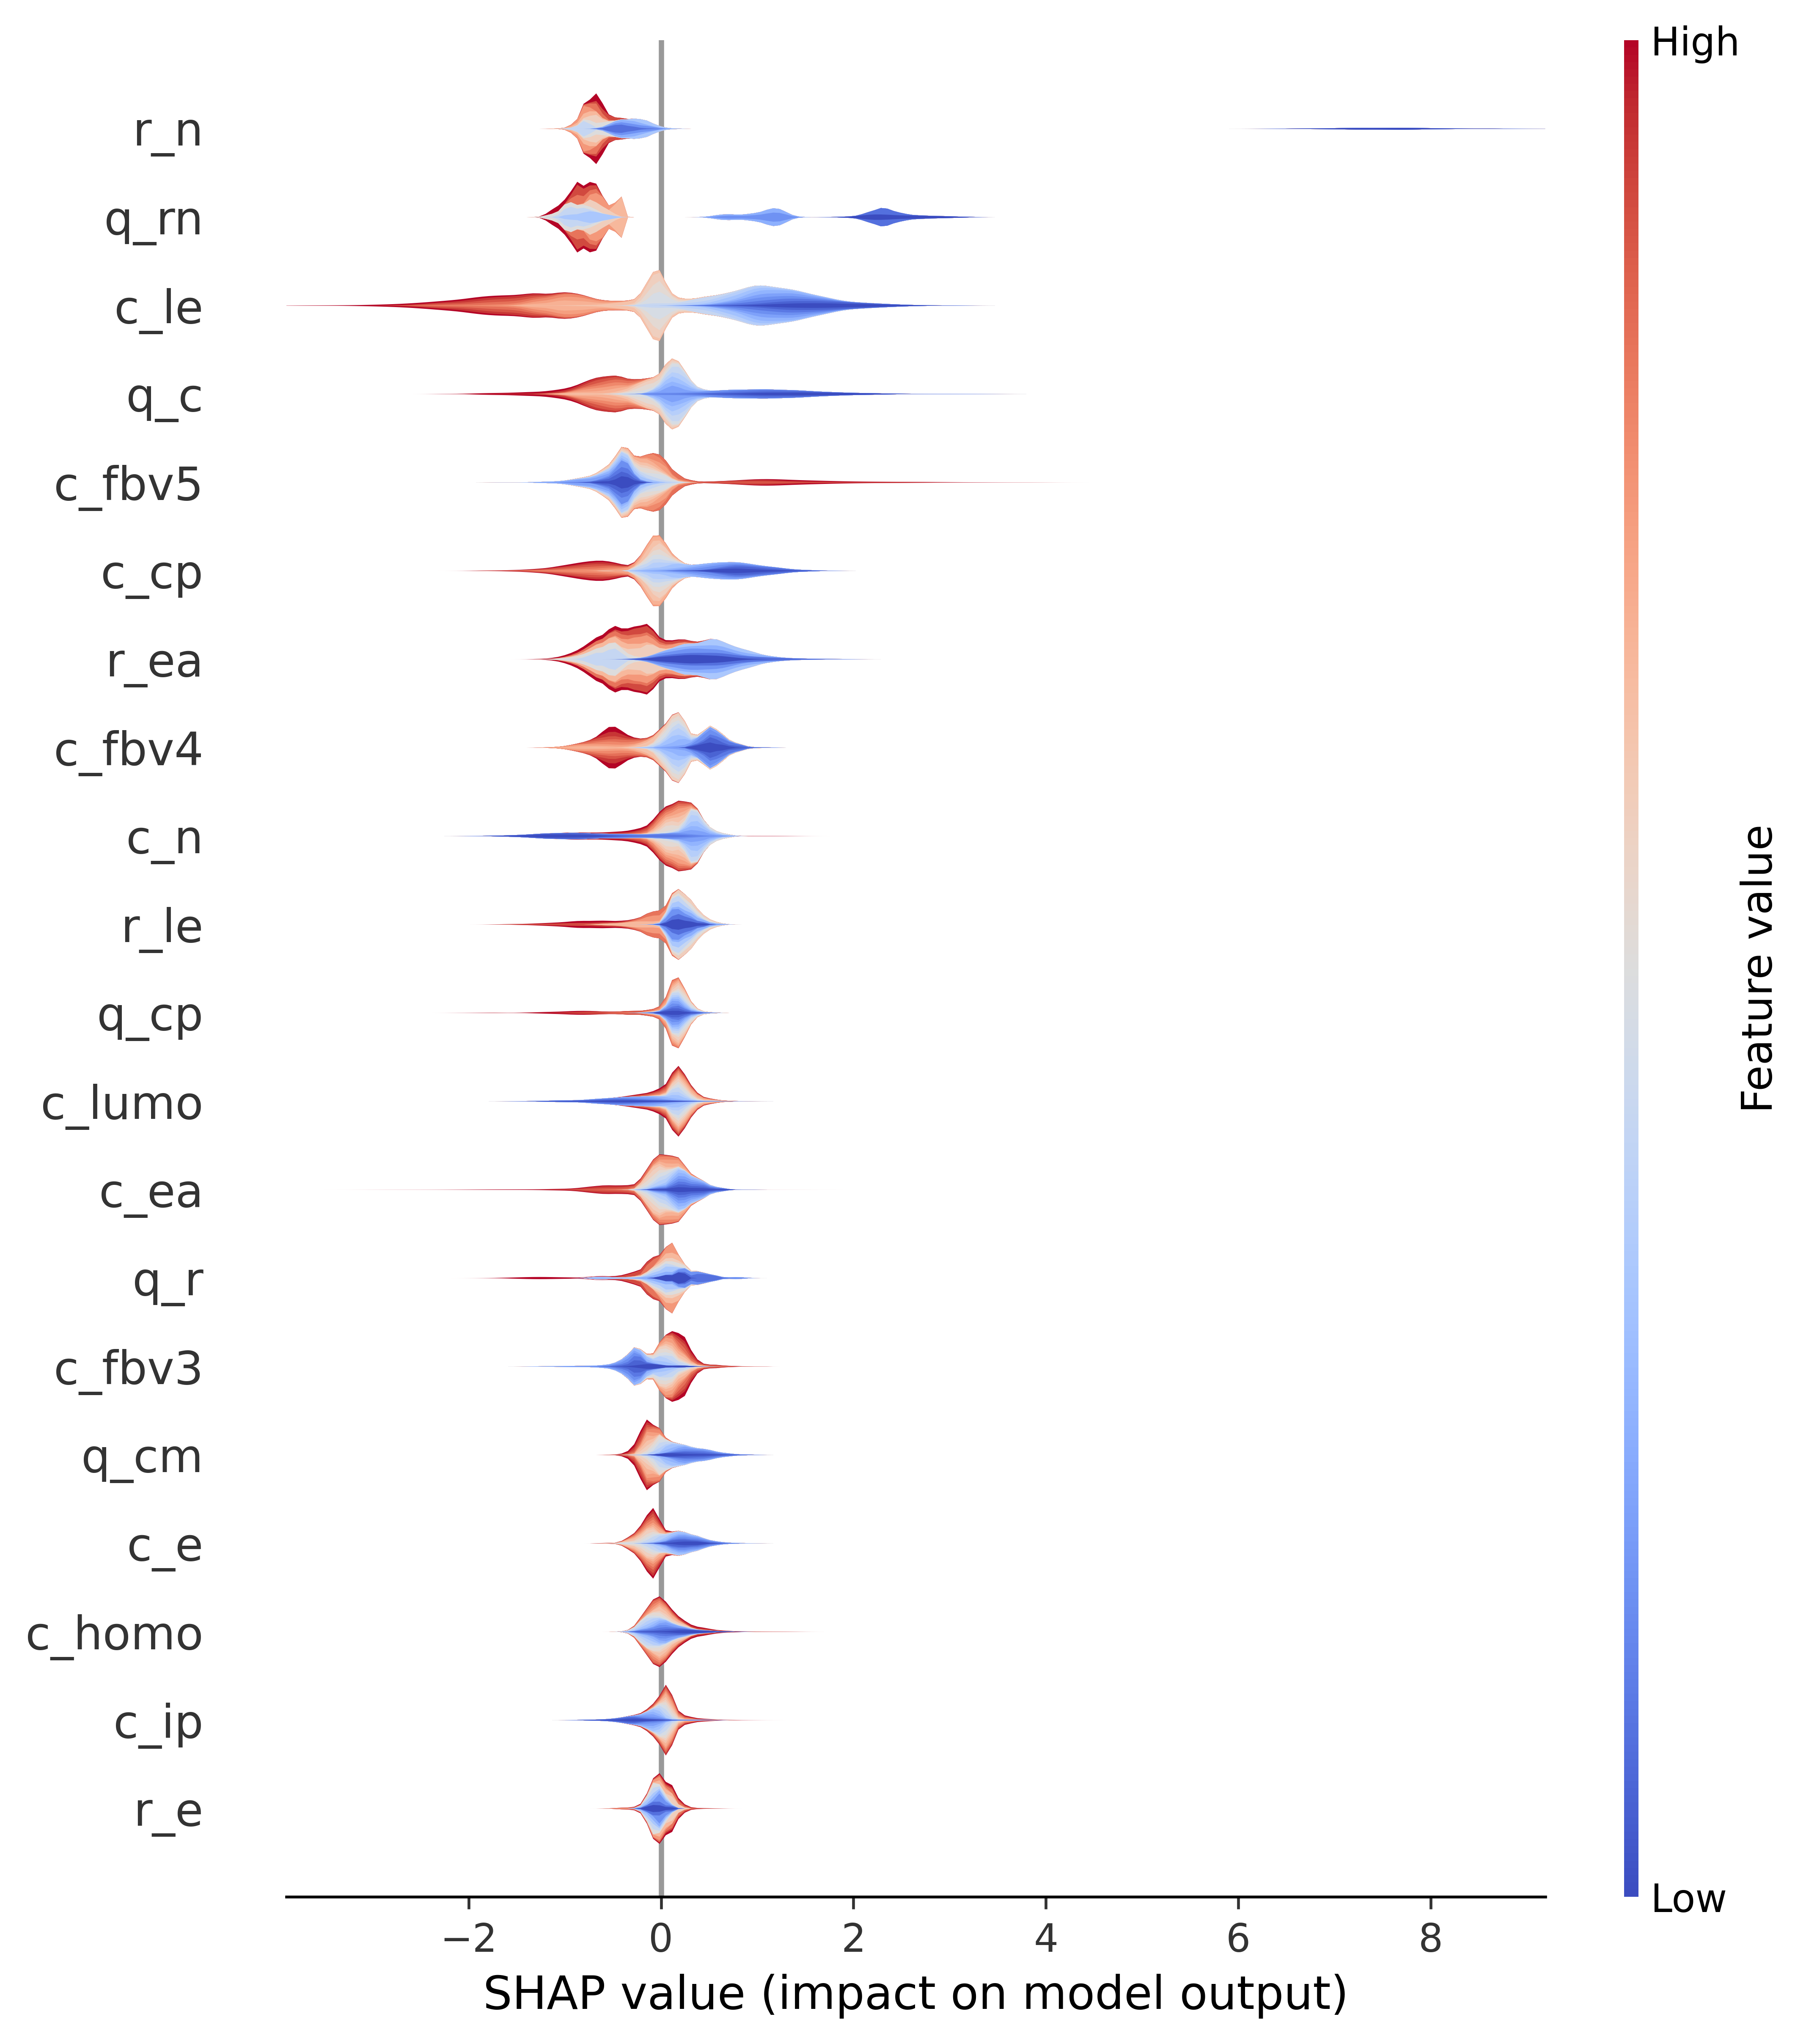 High
r_n
q_rn
c_le
q_c
c_fbv5
c_cp
r_ea
c_fbv4
c_n
r_le
q_cp
c_lumo
c_ea
q_r
c_fbv3
q_cm
c_e
c_homo
c_ip
r_e
Feature value
Low
−2 0 2 4 6 8
SHAP value (impact on model output)